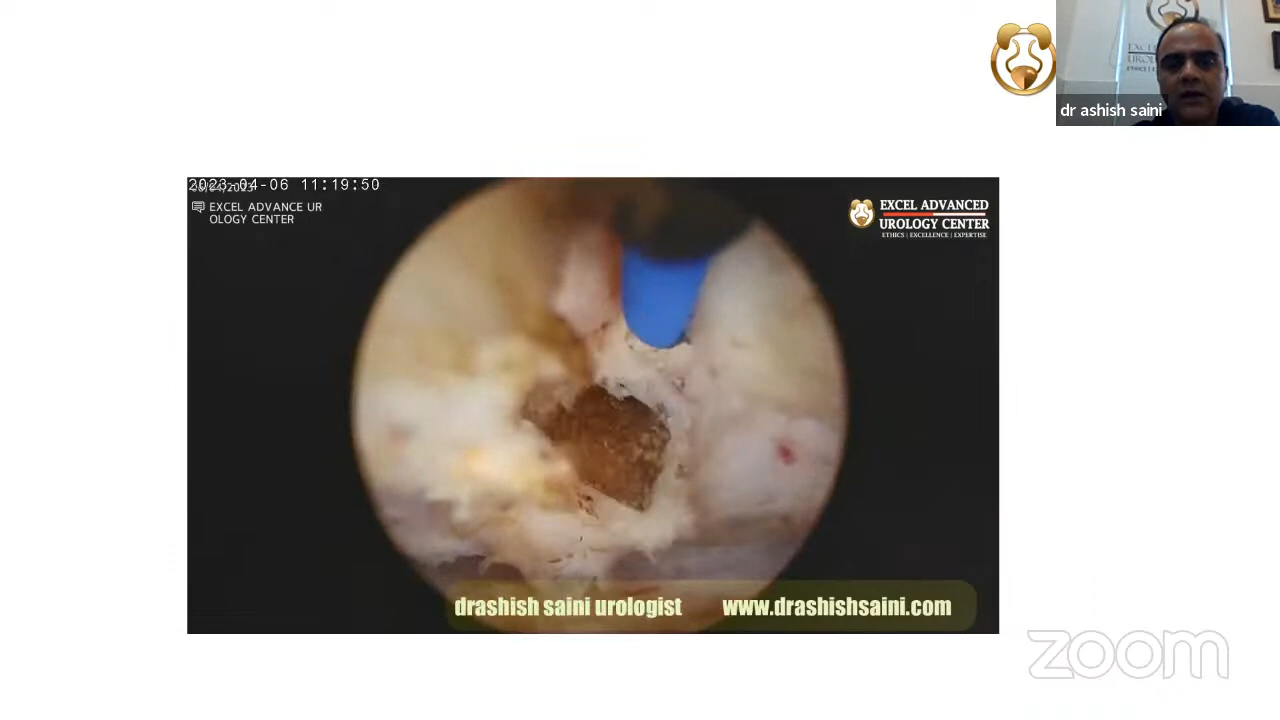 dr ashish saini
2023-04-06 11:19:50
EXCEL ADVANCE UR
OLOGY CENTER
EXCEL ADVANCED
UROLOGY CENTER
ETHICS | EXCELLENCE | EXPERTISE
drashish saini urologist www.drashishsaini.com
zoom